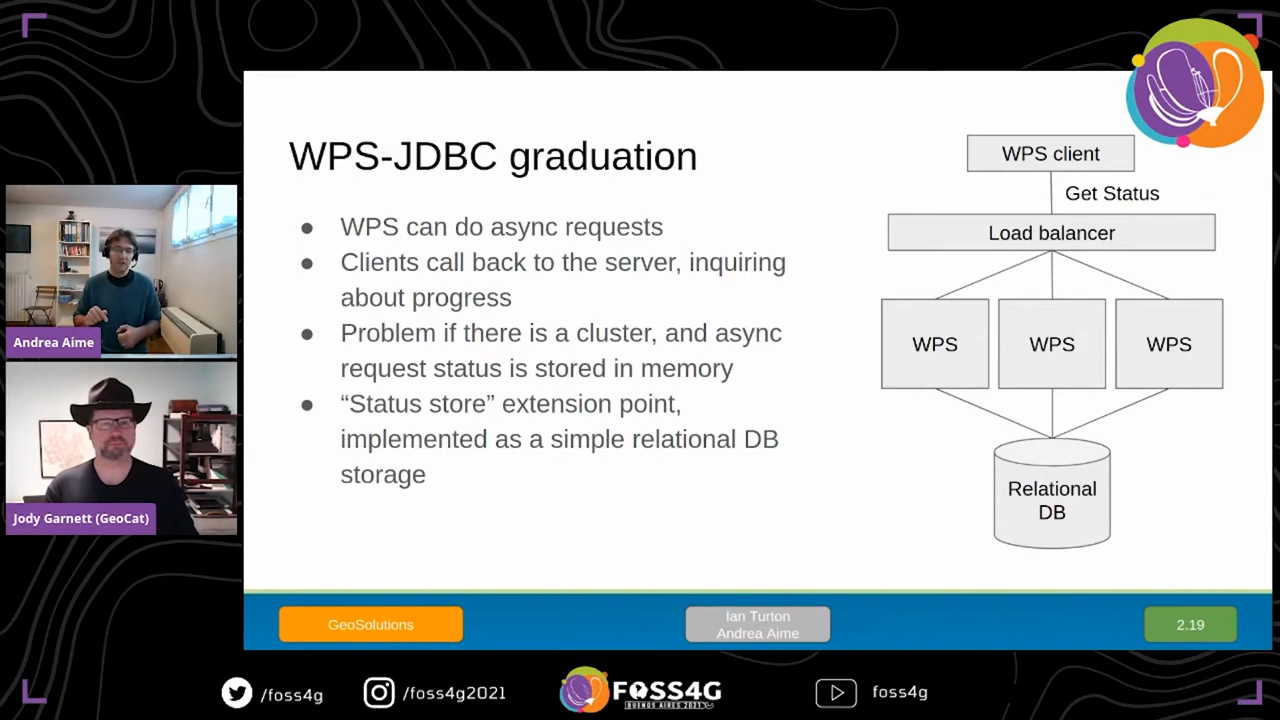 WPS-JDBC graduation
WPS can do async requests
Clients call back to the server, inquiring
about progress
Problem if there is a cluster, and async
request status is stored in memory
“Status store” extension point,
implemented as a simple relational DB
storage
WPS client
Get Status
Load balancer
WPS
WPS
WPS
Relational
DB
Andrea Aime
Jody Garnett (GeoCat)
GeoSolutions
Ian Turton
Andrea Aime
2.19
/foss4g
/foss4g2021
FOSS4G
BUENOS AIRES 2021
foss4g